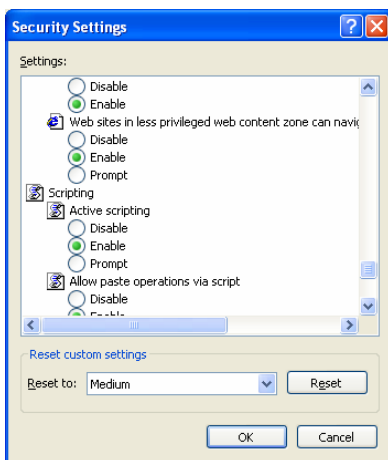 Security Settings
Settings:
Disable
Enable
Web sites in less privileged web content zone can navig
Disable
Enable
Prompt
Scripting
Active scripting
Disable
Enable
Prompt
Allow paste operations via script
Disable
Enable
Reset custom settings
Reset to: Medium Reset
OK Cancel